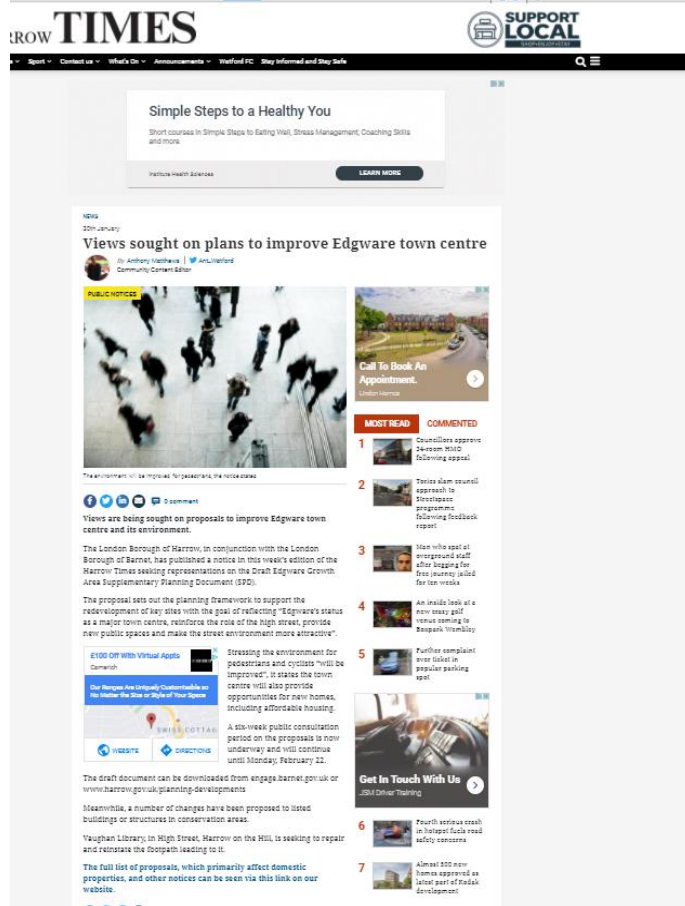 RROW TIMES
SUPPORT
LOCAL
Sport
Contact us
What's On
Announcements
Watford FC
Stay Informed and Stay Safe
Simple Steps to a Healthy You
Short courses in Simple Steps to Eating Well, Stress Management, Coaching Skills
and more
Institute Health Sciences
LEARN MORE
NEWS
20th January
Views sought on plans to improve Edgware town centre
By Anthony Matthews
Community Content Editor
PUBLIC NOTICES
The environment will be improved for pedestrians, the notice states
0 comment
Views are being sought on proposals to improve Edgware town
centre and its environment.
The London Borough of Harrow, in conjunction with the London
Borough of Barnet, has published a notice in this week's edition of the
Harrow Times seeking representations on the Draft Edgware Growth
Area Supplementary Planning Document (SPD).
The proposal sets out the planning framework to support the
redevelopment of key sites with the goal of reflecting "Edgware's status
as a major town centre, reinforce the role of the high street, provide
new public spaces and make the street environment more attractive".
£100 Off With Virtual Appts
Our Ranges Are Uniquely Customisable so
No Matter the Size or Style of Your Space
SWISS COTTAG
WEBSITE
DIRECTIONS
Stressing the environment for
pedestrians and cyclists "will be
improved", it states the town
centre will also provide
opportunities for new homes,
including affordable housing.
A six-week public consultation
period on the proposals is now
underway and will continue
until Monday, February 22.
The draft document can be downloaded from engage.barnet.gov.uk or
www.harrow.gov.uk/planning-developments
Meanwhile, a number of changes have been proposed to listed
buildings or structures in conservation areas.
Vaughan Library, in High Street, Harrow on the Hill, is seeking to repair
and reinstate the footpath leading to it.
The full list of proposals, which primarily affect domestic
properties, and other notices can be seen via this link on our
website.
Call To Book An
Appointment.
MOST READ
COMMENTED
1
Councillors approve
34-room HMO
following appeal
2
Tories slam council
approach to
Streetspace
programme
following feedback
report
3
Man who spat at
overground staff
after begging for
free journey jailed
for ten weeks
4
An inside look at a
new crazy golf
venue coming to
Boxpark Wembley
5
Further complaint
over ticket in
popular parking
spot
Get In Touch With Us
JSM Driver Training
6
Fourth serious crash
in hotspot fuels road
safety concerns
7
Almost 500 new
homes approved as
latest part of Kodak
development